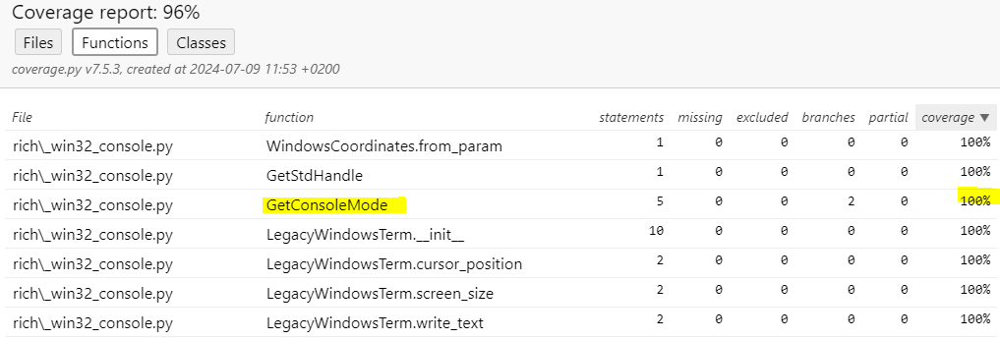 Coverage report: 96%
Files Functions Classes
coverage.py v7.5.3, created at 2024-07-09 11:53 +0200
File function statements missing excluded branches partial coverage ▼
rich\_win32_console.py WindowsCoordinates.from_param 1 0 0 0 0 100%
rich\_win32_console.py GetStdHandle 1 0 0 0 0 100%
rich\_win32_console.py GetConsoleMode 5 0 0 2 0 100%
rich\_win32_console.py LegacyWindowsTerm.__init__ 10 0 0 0 0 100%
rich\_win32_console.py LegacyWindowsTerm.cursor_position 2 0 0 0 0 100%
rich\_win32_console.py LegacyWindowsTerm.screen_size 2 0 0 0 0 100%
rich\_win32_console.py LegacyWindowsTerm.write_text 2 0 0 0 0 100%